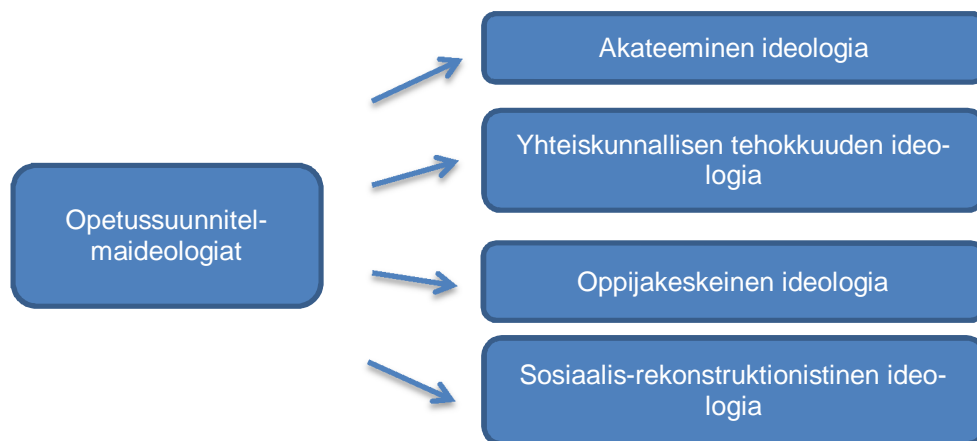 Akateeminen ideologia
Yhteiskunnallisen tehokkuuden ideo-
logia
Opetussuunnitel-
maideologiat
Oppijakeskeinen ideologia
Sosiaalis-rekonstruktionistinen ideo-
logia